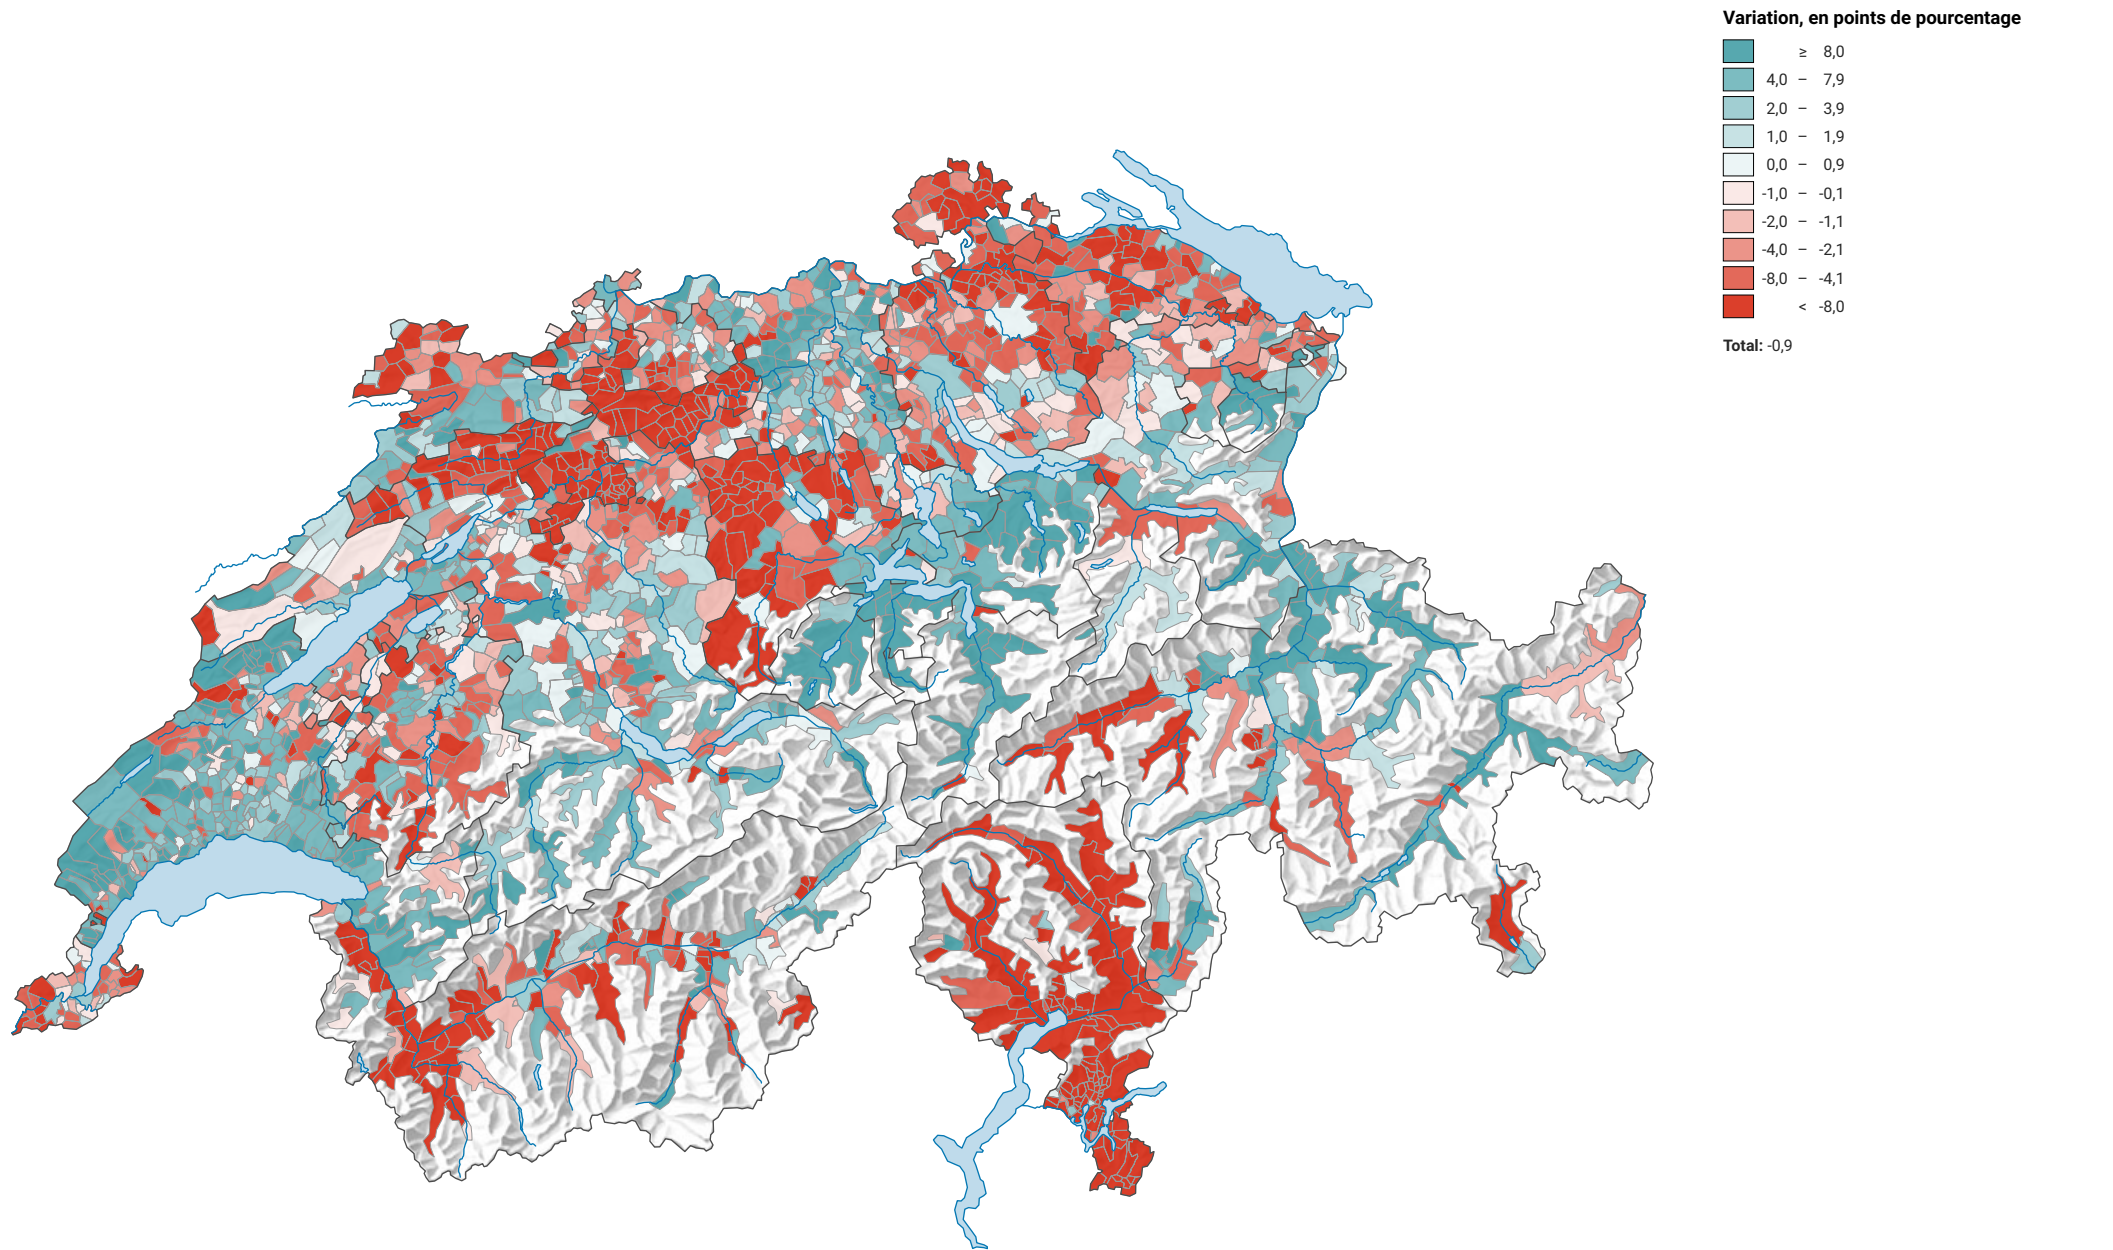 Variation, en points de pourcentage
≥ 8,0
4,0 – 7,9
2,0 – 3,9
1,0 – 1,9
0,0 – 0,9
-1,0 – -0,1
-2,0 – -1,1
-4,0 – -2,1
-8,0 – -4,1
< -8,0
Total: -0,9